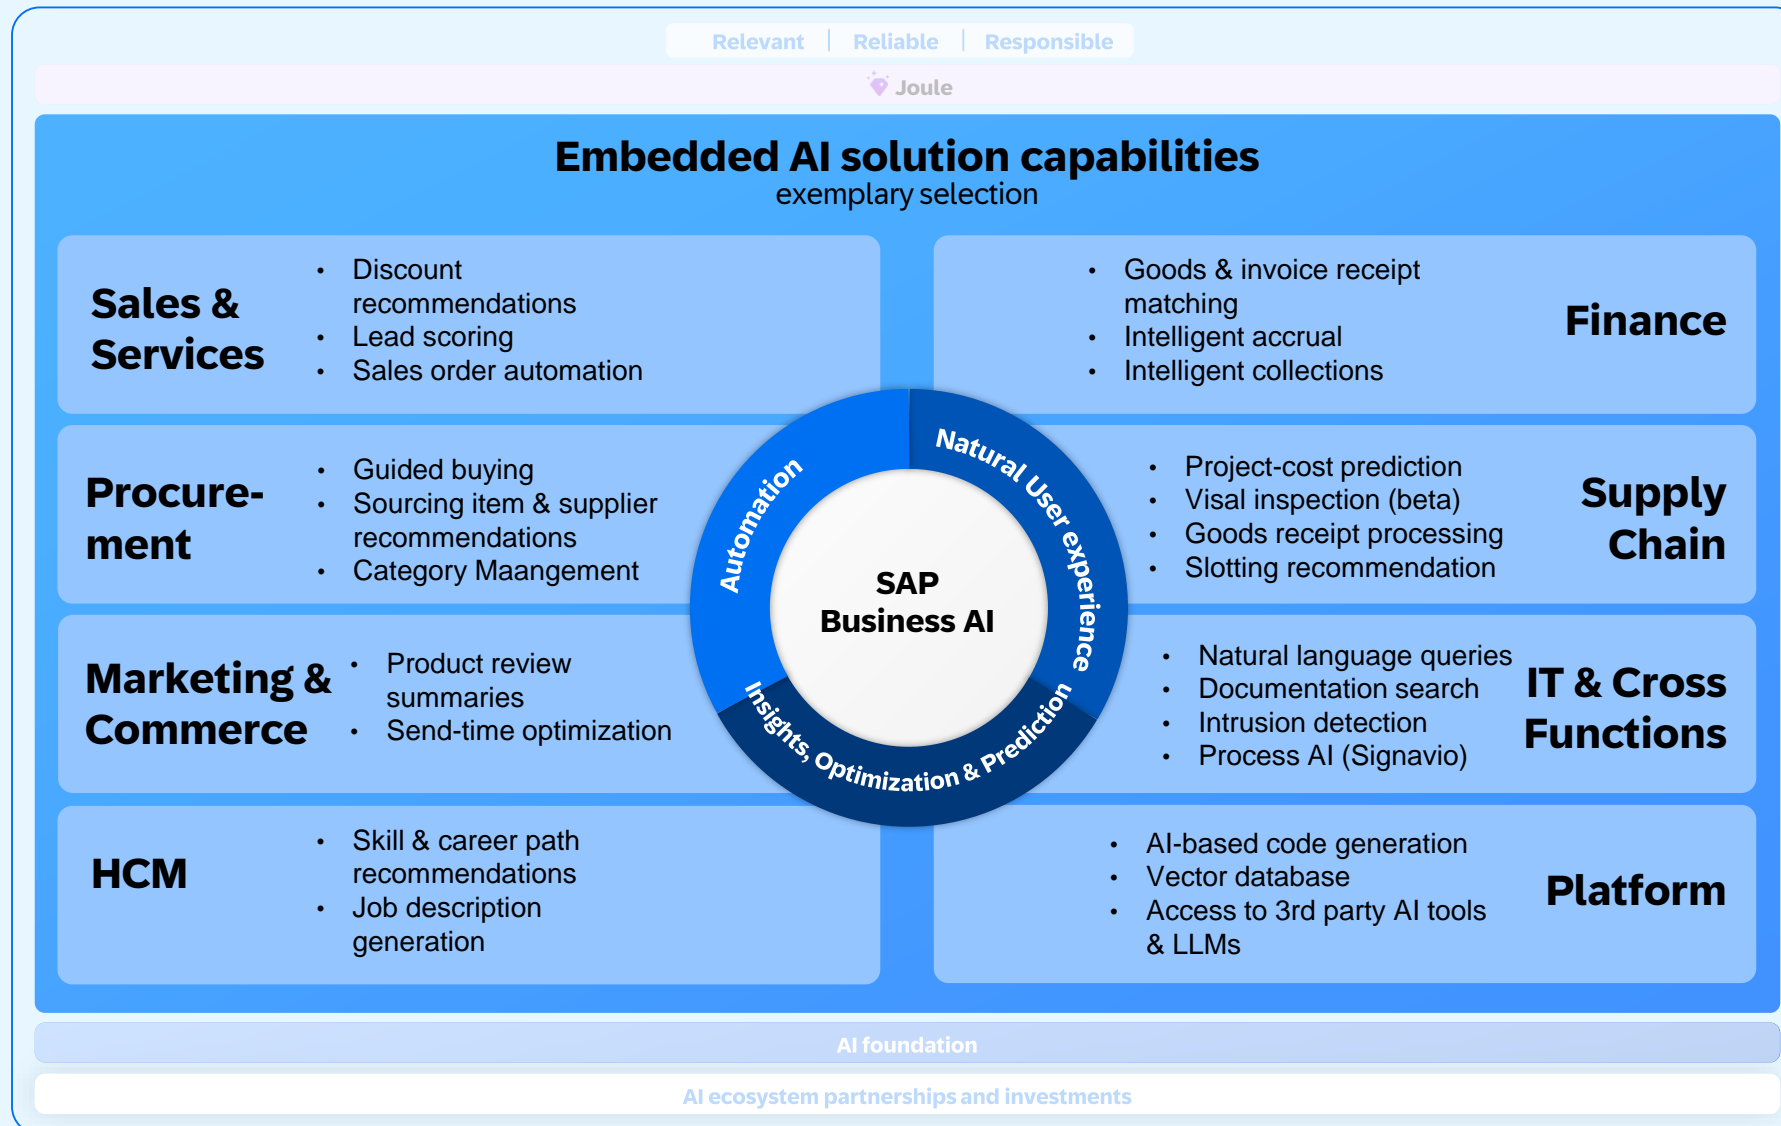 Relevant | Reliable | Responsible
Joule
Embedded AI solution capabilities
exemplary selection
Sales &
Services
• Discount
recommendations
• Lead scoring
• Sales order automation
Finance
• Goods & invoice receipt
matching
• Intelligent accrual
• Intelligent collections
Procure-
ment
• Guided buying
• Sourcing item & supplier
recommendations
• Category Maangement
Supply
Chain
• Project-cost prediction
• Visal inspection (beta)
• Goods receipt processing
• Slotting recommendation
Marketing &
Commerce
• Product review
summaries
• Send-time optimization
IT & Cross
Functions
• Natural language queries
• Documentation search
• Intrusion detection
• Process AI (Signavio)
HCM
• Skill & career path
recommendations
• Job description
generation
Platform
• AI-based code generation
• Vector database
• Access to 3rd party AI tools
& LLMs
Automation
Natural User experience
Insights, Optimization & Prediction
SAP
Business AI
AI foundation
AI ecosystem partnerships and investments